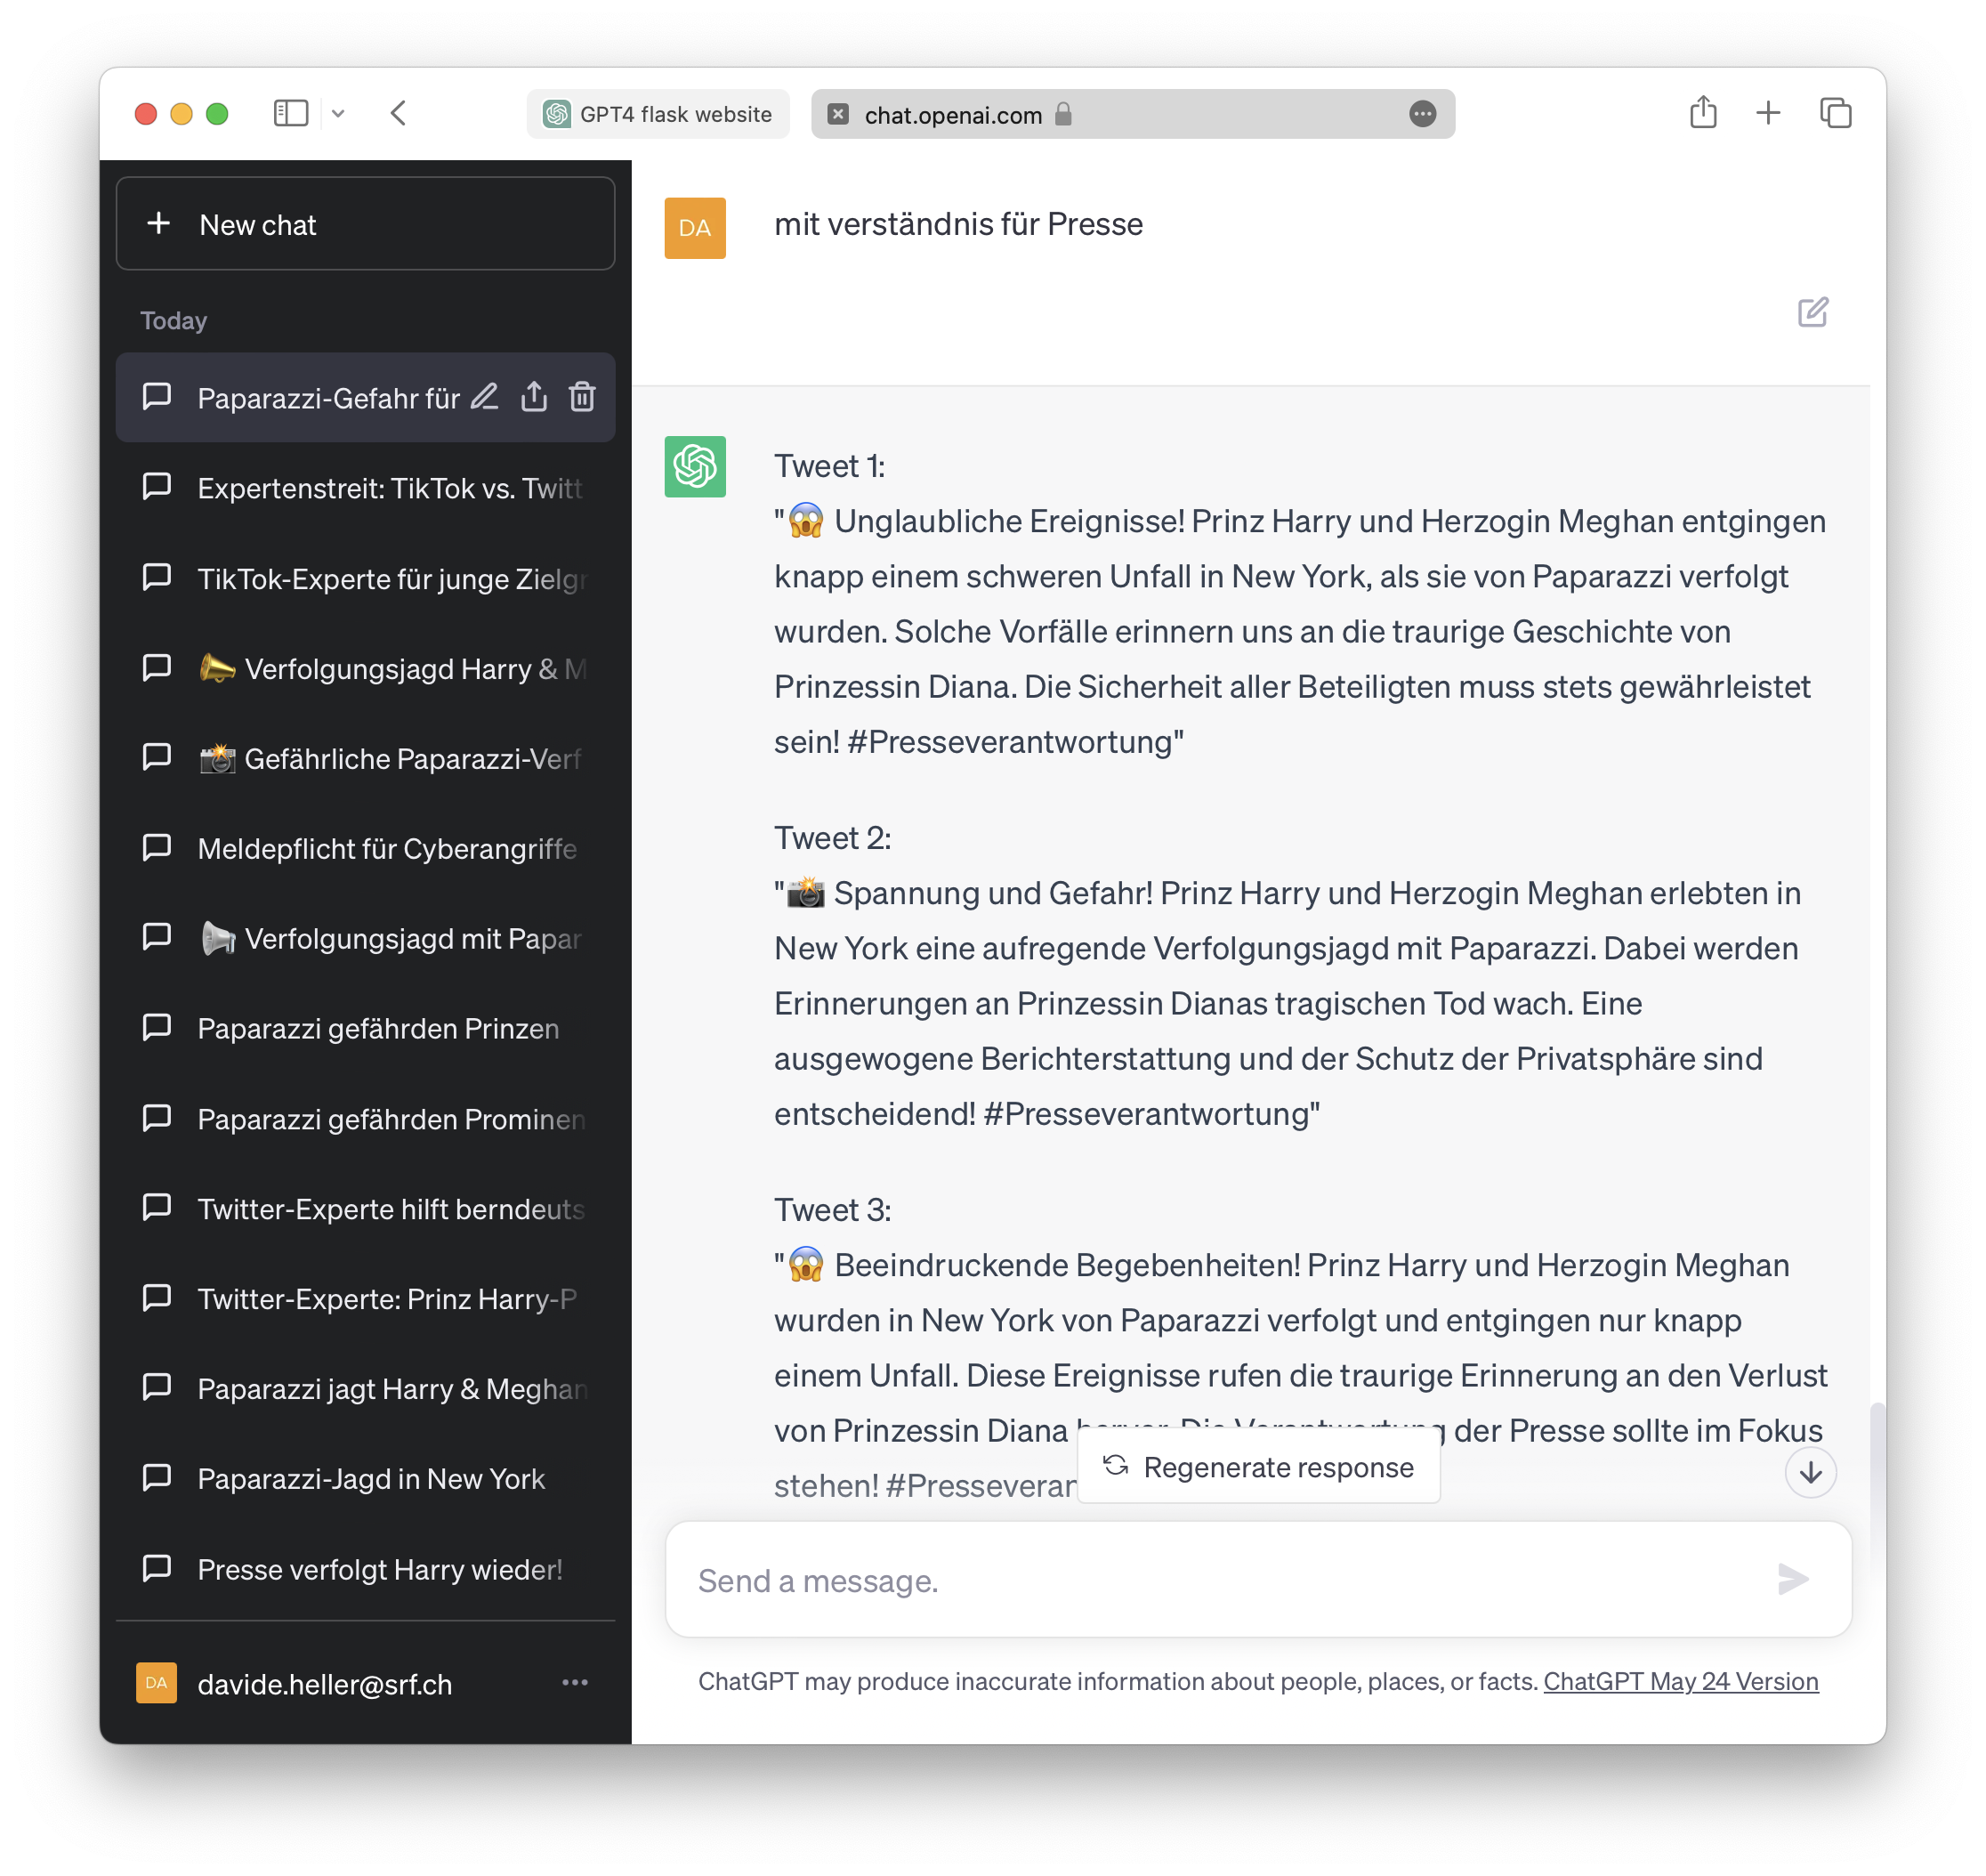 GPT4 flask website
chat.openai.com
New chat
Today
Paparazzi-Gefahr für
Expertenstreit: TikTok vs. Twitt
TikTok-Experte für junge Zielgr
📣 Verfolgungsjagd Harry & M
📸 Gefährliche Paparazzi-Verf
Meldepflicht für Cyberangriffe
📢 Verfolgungsjagd mit Papar
Paparazzi gefährden Prinzen
Paparazzi gefährden Prominen
Twitter-Experte hilft berndeuts
Twitter-Experte: Prinz Harry-P
Paparazzi jagt Harry & Meghan
Paparazzi-Jagd in New York
Presse verfolgt Harry wieder!
DA
davide.heller@srf.ch
DA
mit verständnis für Presse
Tweet 1:
"😱 Unglaubliche Ereignisse! Prinz Harry und Herzogin Meghan entgingen
knapp einem schweren Unfall in New York, als sie von Paparazzi verfolgt
wurden. Solche Vorfälle erinnern uns an die traurige Geschichte von
Prinzessin Diana. Die Sicherheit aller Beteiligten muss stets gewährleistet
sein! #Presseverantwortung"
Tweet 2:
"📸 Spannung und Gefahr! Prinz Harry und Herzogin Meghan erlebten in
New York eine aufregende Verfolgungsjagd mit Paparazzi. Dabei werden
Erinnerungen an Prinzessin Dianas tragischen Tod wach. Eine
ausgewogene Berichterstattung und der Schutz der Privatsphäre sind
entscheidend! #Presseverantwortung"
Tweet 3:
"😱 Beeindruckende Begebenheiten! Prinz Harry und Herzogin Meghan
wurden in New York von Paparazzi verfolgt und entgingen nur knapp
einem Unfall. Diese Ereignisse rufen die traurige Erinnerung an den Verlust
von Prinzessin Diana hervor. Die Verantwortung der Presse sollte im Fokus
stehen! #Presseveran
Regenerate response
Send a message.
ChatGPT may produce inaccurate information about people, places, or facts. ChatGPT May 24 Version